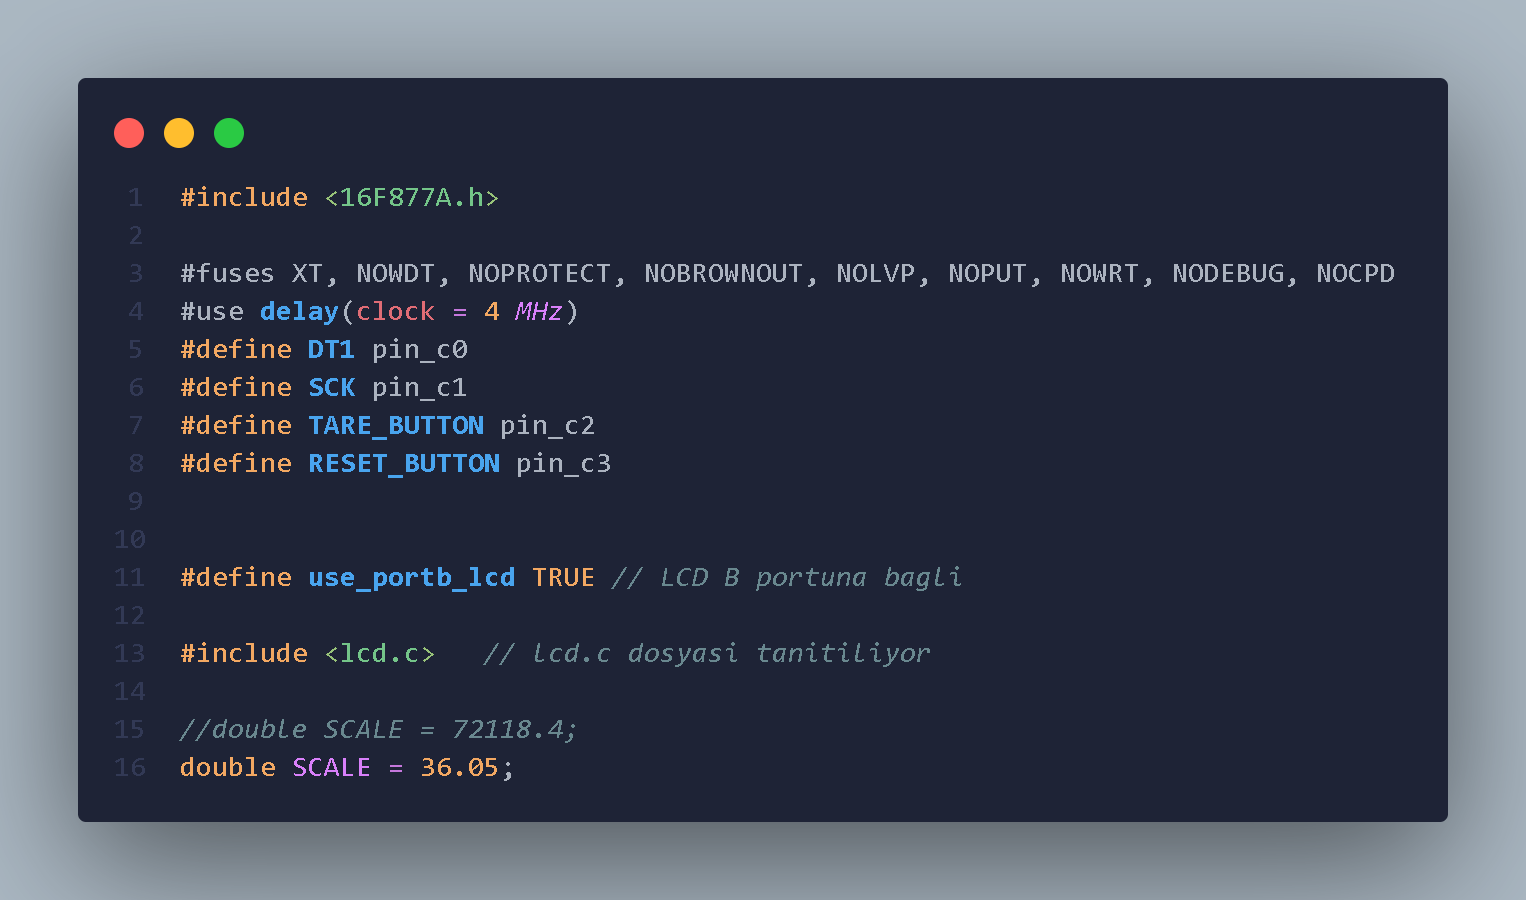 1 #include <16F877A.h>
2
3 #fuses XT, NOWDT, NOPROTECT, NOBROWNOUT, NOLVP, NOPUT, NOWRT, NODEBUG, NOCPD
4 #use delay(clock = 4 MHz)
5 #define DT1 pin_c0
6 #define SCK pin_c1
7 #define TARE_BUTTON pin_c2
8 #define RESET_BUTTON pin_c3
9
10
11 #define use_portb_lcd TRUE // LCD B portuna bagli
12
13 #include <lcd.c>   // lcd.c dosyasi tanitiliyor
14
15 //double SCALE = 72118.4;
16 double SCALE = 36.05;